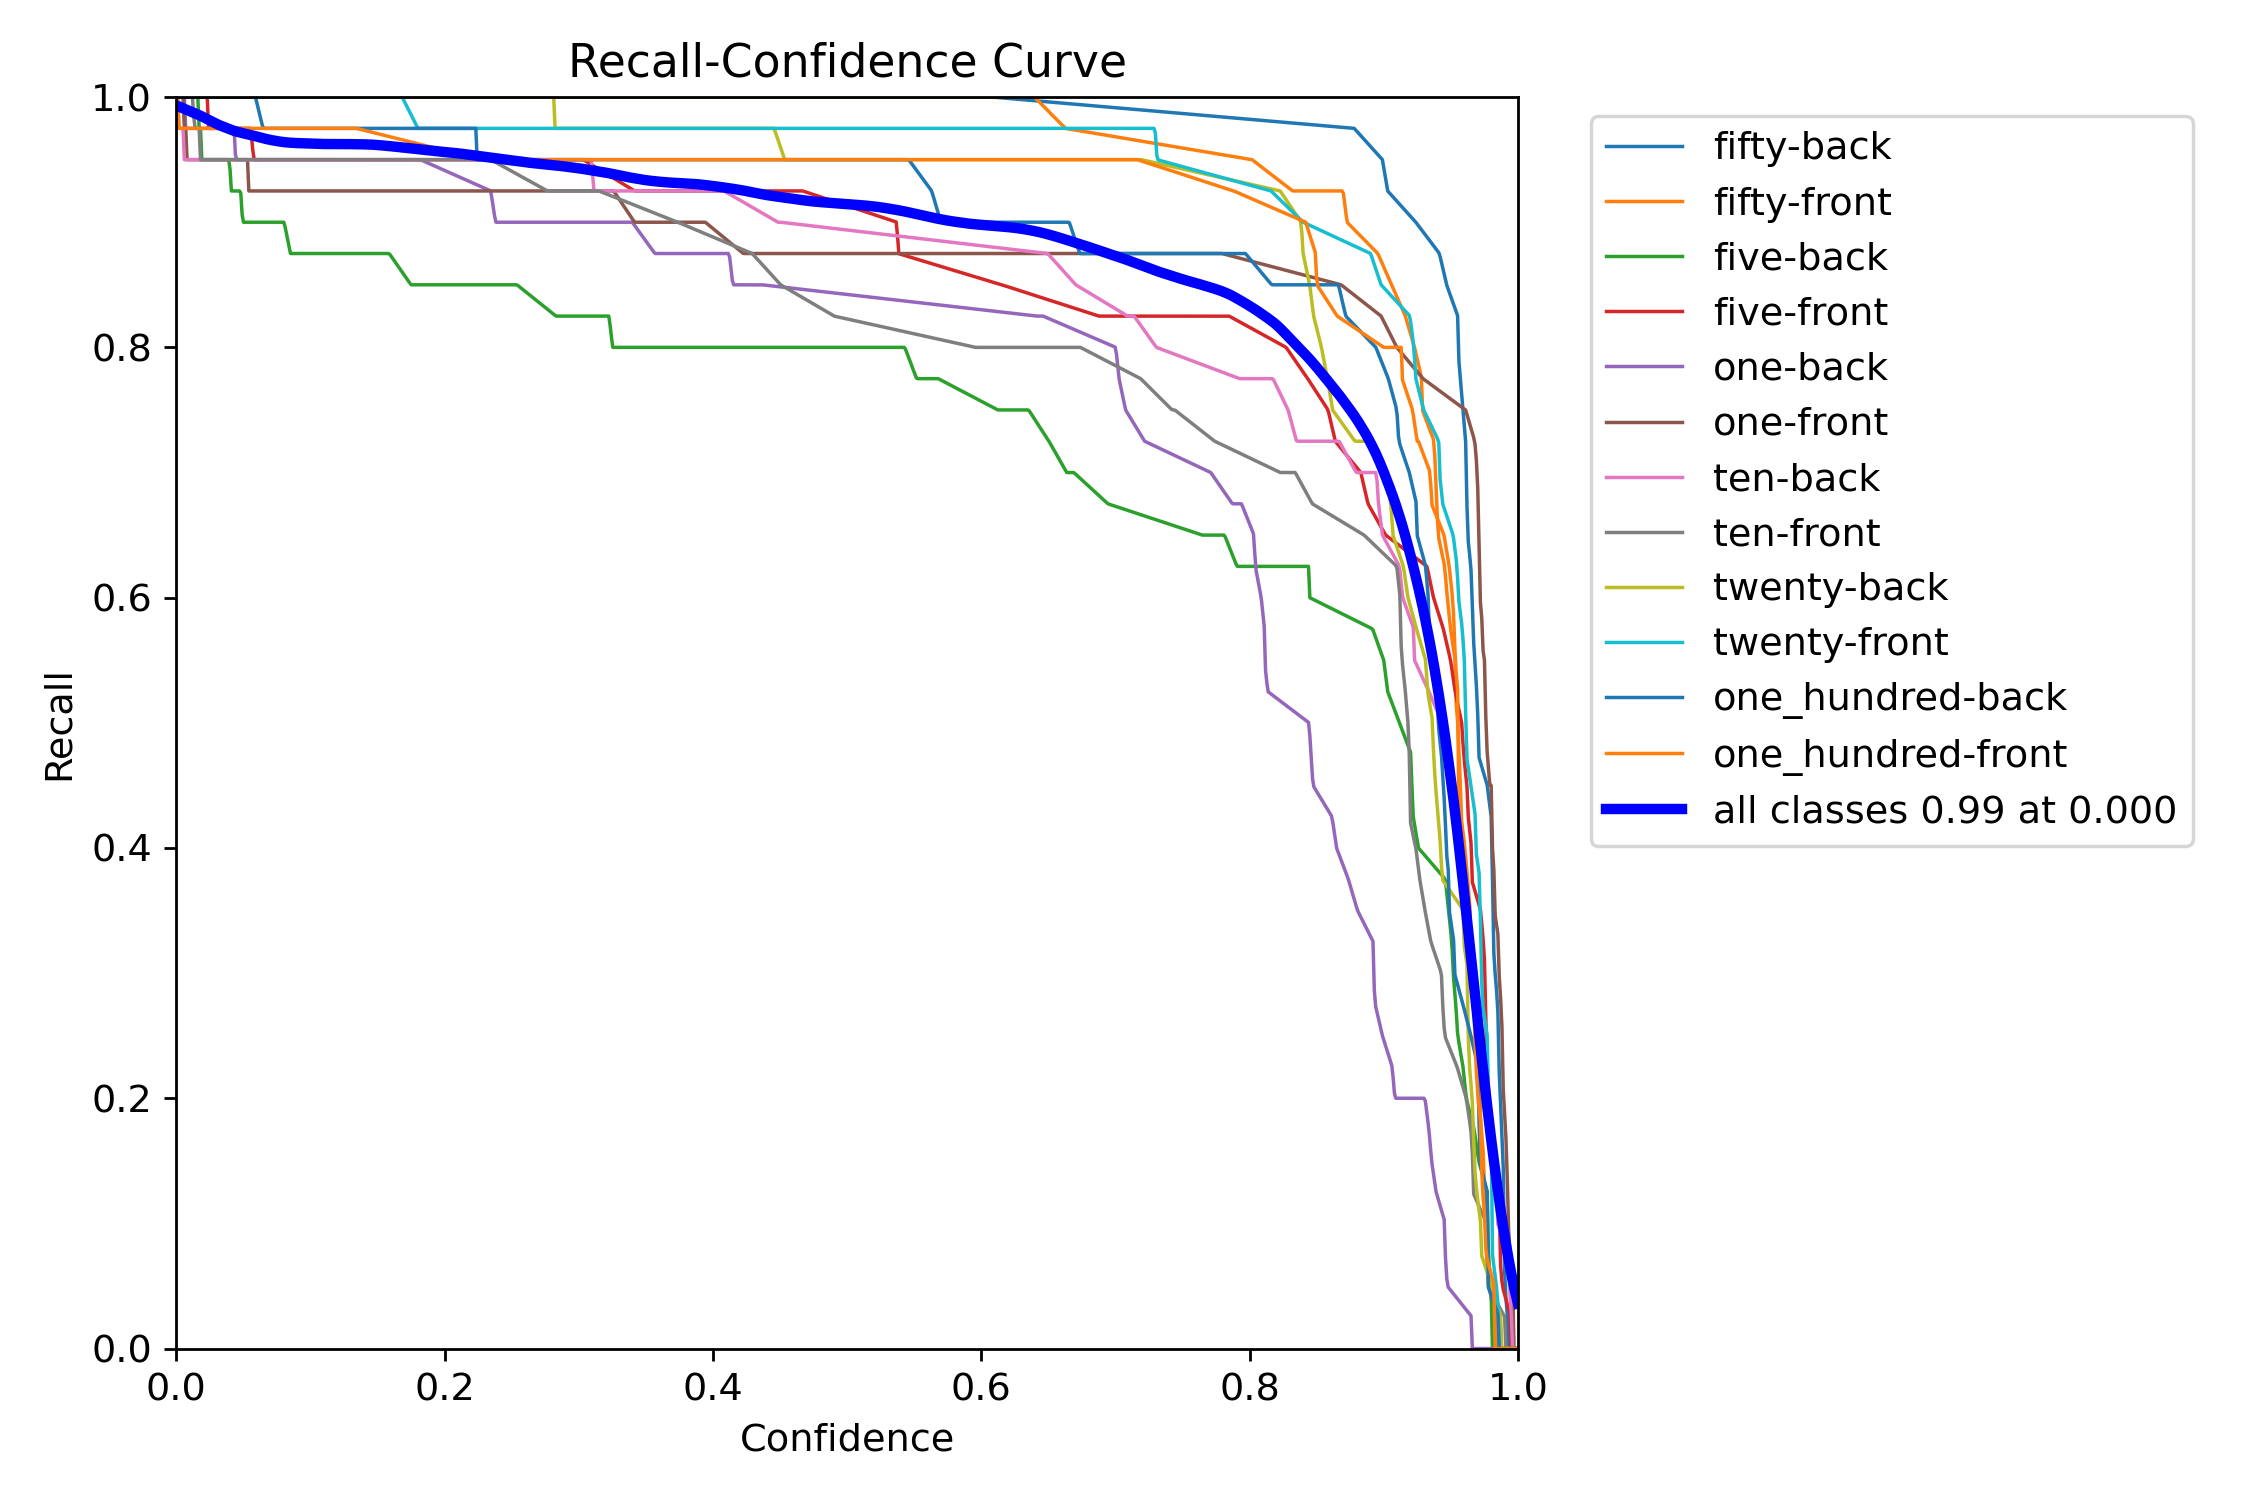 Recall-Confidence Curve
1.0
0.8
0.6
0.4
0.2
0.0
Recall
0.0 0.2 0.4 0.6 0.8 1.0
Confidence
fifty-back
fifty-front
five-back
five-front
one-back
one-front
ten-back
ten-front
twenty-back
twenty-front
one_hundred-back
one_hundred-front
all classes 0.99 at 0.000